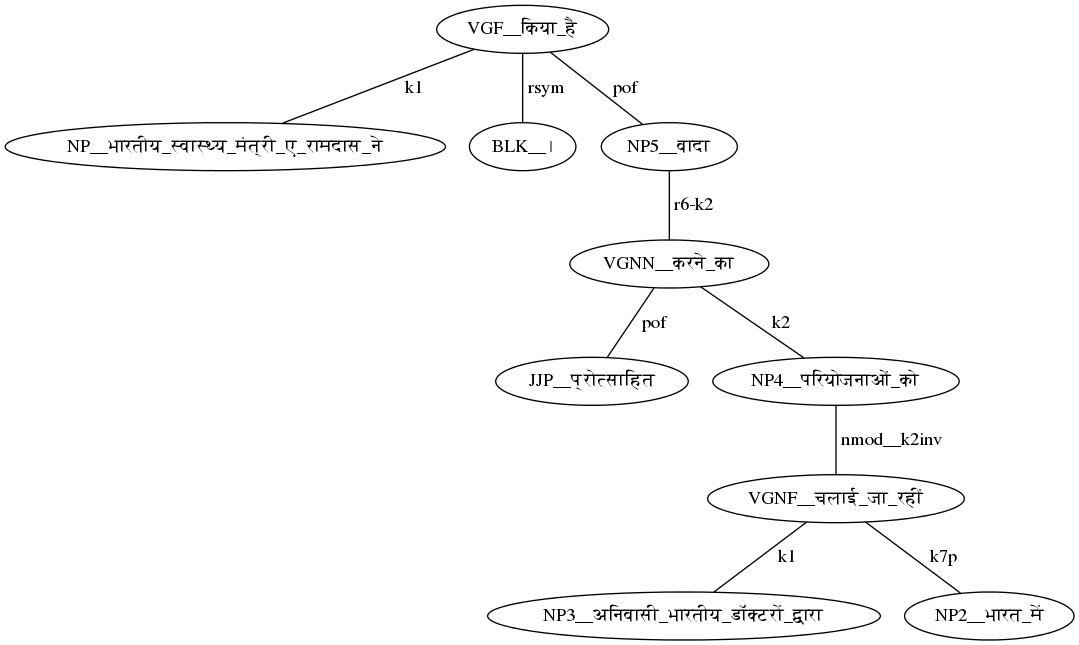 VGF__किया_है
k1
rsym
pof
NP__भारतीय_स्वास्थ्य_मंत्री_ए_रामदास_ने
BLK__।
NP5__वादा
r6-k2
VGNN__करने_का
pof
k2
JJP__प्रोत्साहित
NP4__परियोजनाओं_को
nmod__k2inv
VGNF__चलाई_जा_रहीं
k1
k7p
NP3__अनिवासी_भारतीय_डॉक्टरों_द्वारा
NP2__भारत_में